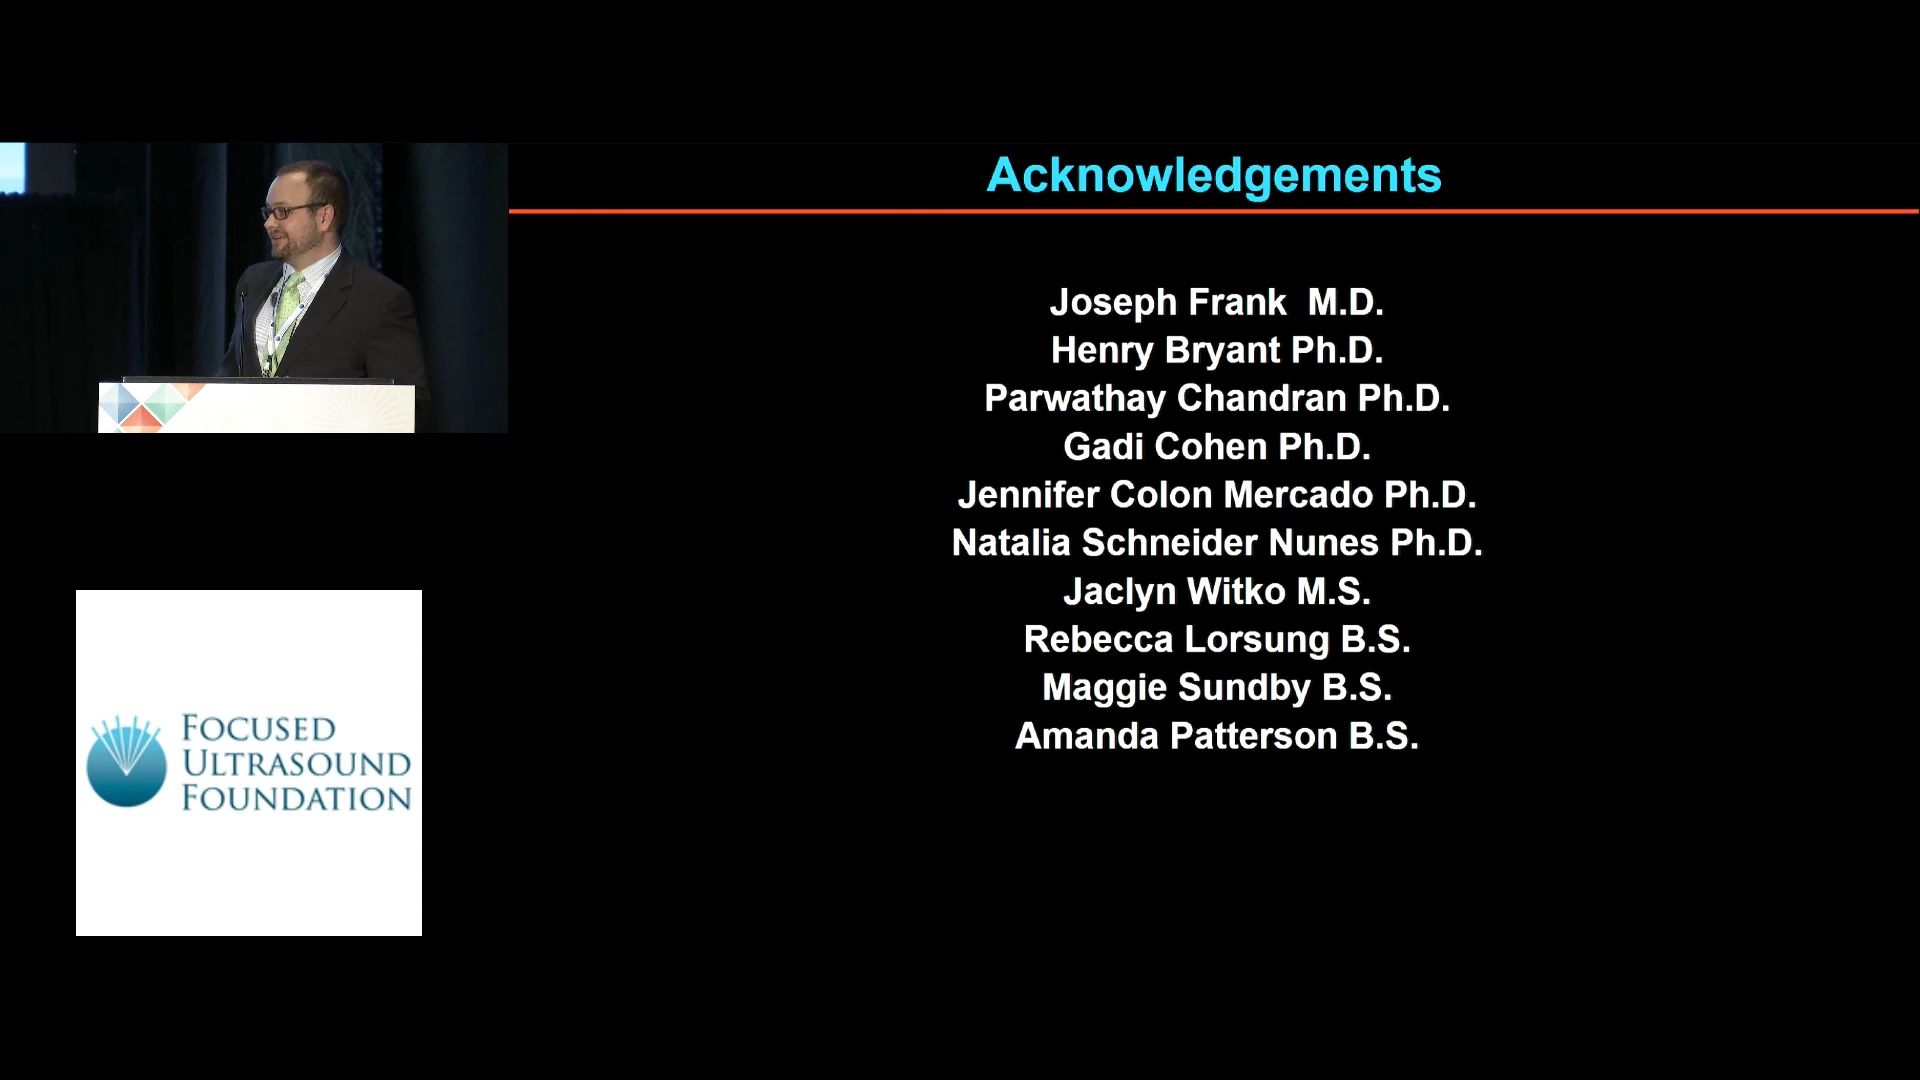 Acknowledgements
Joseph Frank  M.D.
Henry Bryant Ph.D.
Parwathay Chandran Ph.D.
Gadi Cohen Ph.D.
Jennifer Colon Mercado Ph.D.
Natalia Schneider Nunes Ph.D.
Jaclyn Witko M.S.
Rebecca Lorsung B.S.
Maggie Sundby B.S.
Amanda Patterson B.S.
FOCUSED
ULTRASOUND
FOUNDATION